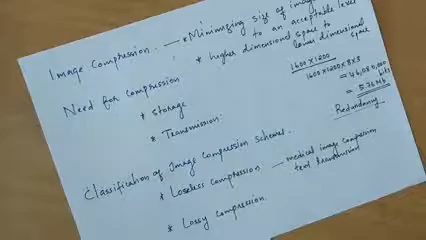 Image Compression. — * Minimizing size of image
to an acceptable level
* higher dimensional space to
lower dimensional space
Need for compression
* Storage
* Transmission:
1600 X 1200
1600 X 1200 X 8 X 3
= 46,080,000 bits
= 5.76 Mb
Redundancy
Classification of Image Compression Schemes.
* Loseless compression — medical image compression
text transmission
* Lossy compression.